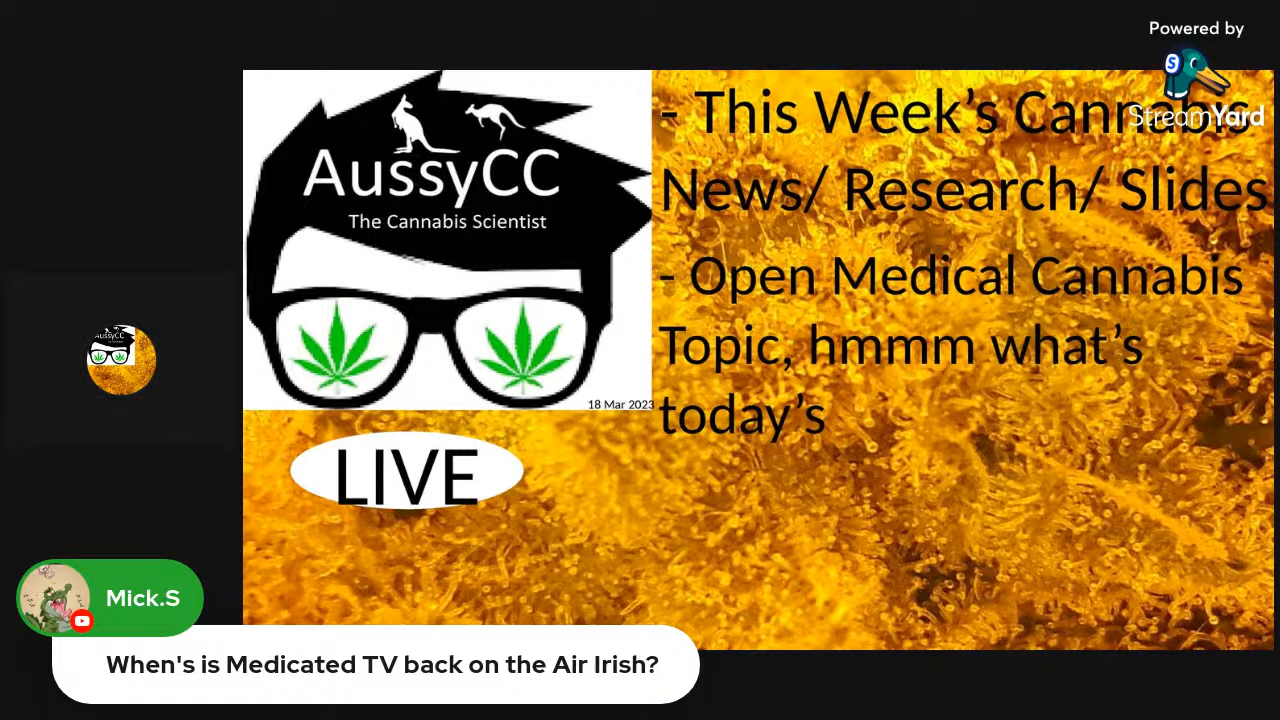 Powered by
StreamYard
AussyCC
The Cannabis Scientist
18 Mar 2023
- This Week’s Cannabis
News/ Research/ Slides
- Open Medical Cannabis
Topic, hmmm what’s
today’s
LIVE
Mick.S
When's is Medicated TV back on the Air Irish?